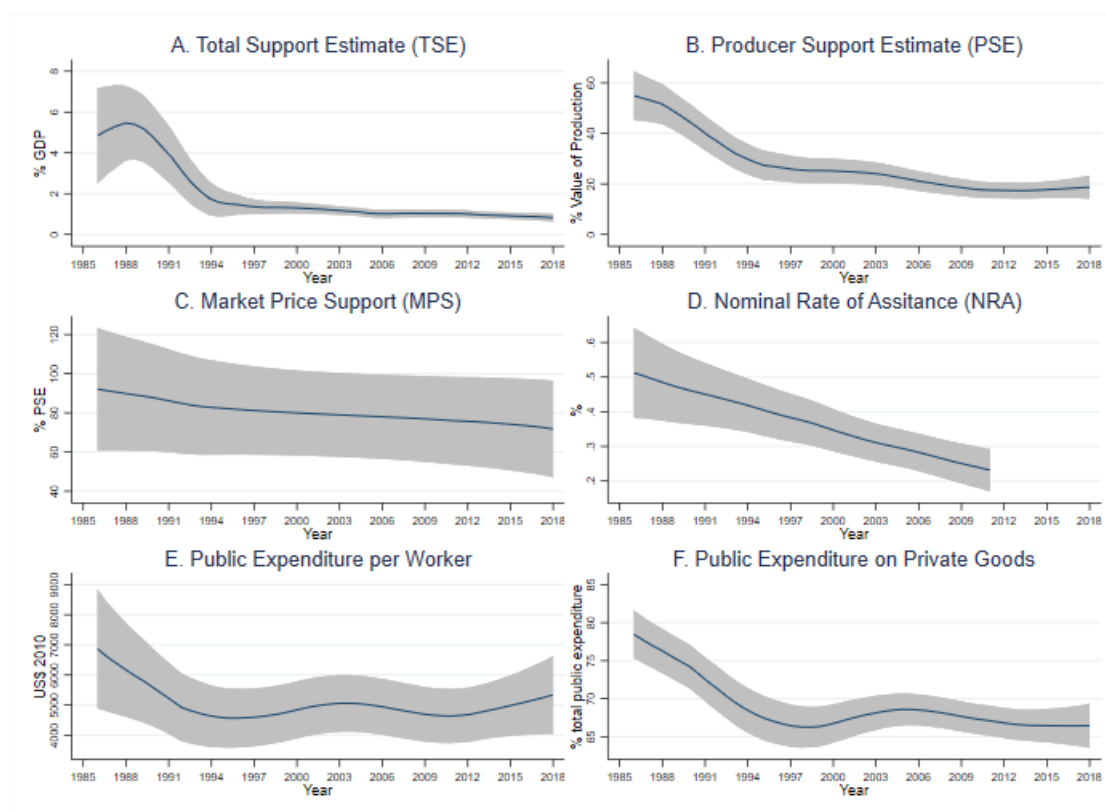 A. Total Support Estimate (TSE)
% GDP
8
6
4
2
0
1985 1988 1991 1994 1997 2000 2003 2006 2009 2012 2015 2018
Year
B. Producer Support Estimate (PSE)
% Value of Production
60
40
20
0
1985 1988 1991 1994 1997 2000 2003 2006 2009 2012 2015 2018
Year
C. Market Price Support (MPS)
% PSE
120
100
80
60
40
1985 1988 1991 1994 1997 2000 2003 2006 2009 2012 2015 2018
Year
D. Nominal Rate of Assitance (NRA)
%
.6
.5
.4
.3
.2
1985 1988 1991 1994 1997 2000 2003 2006 2009 2012 2015 2018
Year
E. Public Expenditure per Worker
US$ 2010
9000
8000
7000
6000
5000
4000
1985 1988 1991 1994 1997 2000 2003 2006 2009 2012 2015 2018
Year
F. Public Expenditure on Private Goods
% total public expenditure
85
80
75
70
65
1985 1988 1991 1994 1997 2000 2003 2006 2009 2012 2015 2018
Year